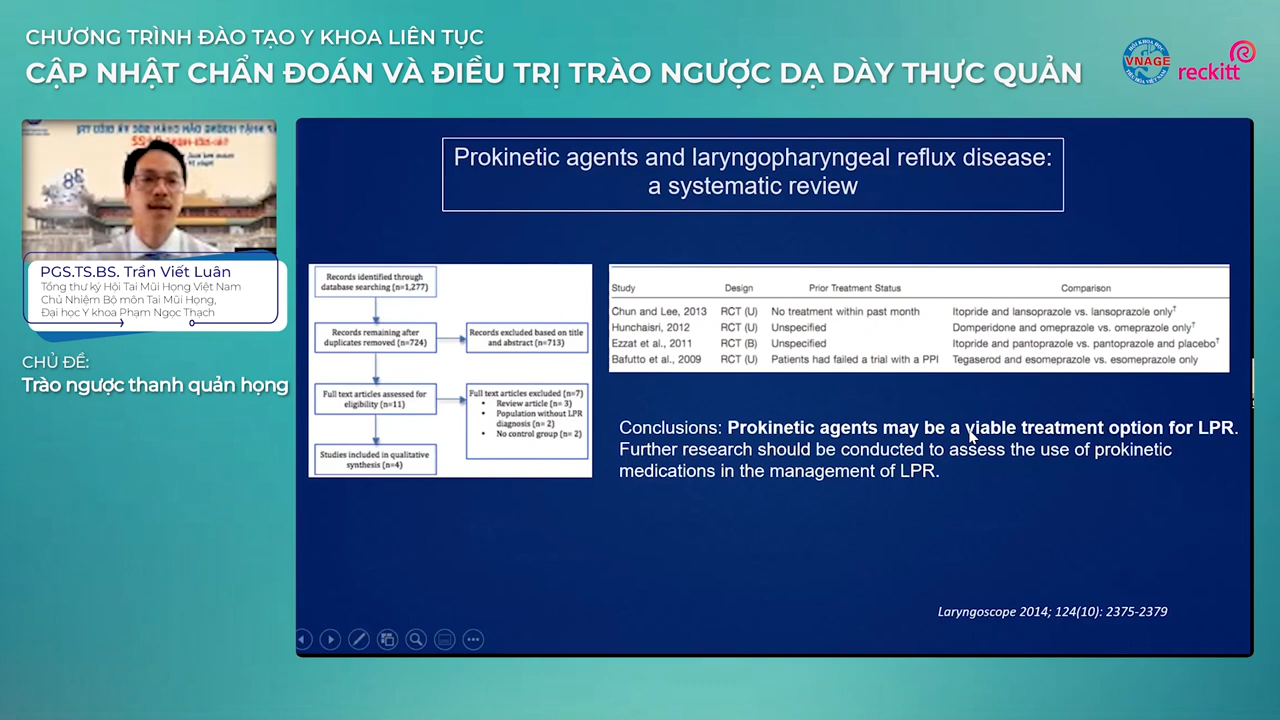 CHƯƠNG TRÌNH ĐÀO TẠO Y KHOA LIÊN TỤC
CẬP NHẬT CHẨN ĐOÁN VÀ ĐIỀU TRỊ TRÀO NGƯỢC DẠ DÀY THỰC QUẢN
VNAGE
reckitt
PGS.TS.BS. Trần Viết Luân
Tổng thư ký Hội Tai Mũi Họng Việt Nam
Chủ Nhiệm Bộ môn Tai Mũi Họng,
Đại học Y khoa Phạm Ngọc Thạch
CHỦ ĐỀ:
Trào ngược thanh quản họng
Prokinetic agents and laryngopharyngeal reflux disease:
a systematic review
Records identified through
database searching (n=1,277)
Records remaining after
duplicates removed (n=724)
Records excluded based on title
and abstract (n=713)
Full text articles assessed for
eligibility (n=11)
Full text articles excluded (n=7)
• Review article (n= 3)
• Population without LPR
diagnosis (n= 2)
• No control group (n= 2)
Studies included in qualitative
synthesis (n=4)
Study Design Prior Treatment Status Comparison
Chun and Lee, 2013 RCT (U) No treatment within past month Itopride and lansoprazole vs. lansoprazole only†
Hunchaisri, 2012 RCT (U) Unspecified Domperidone and omeprazole vs. omeprazole only†
Ezzat et al., 2011 RCT (B) Unspecified Itopride and pantoprazole vs. pantoprazole and placebo†
Bafutto et al., 2009 RCT (U) Patients had failed a trial with a PPI Tegaserod and esomeprazole vs. esomeprazole only
Conclusions: Prokinetic agents may be a viable treatment option for LPR.
Further research should be conducted to assess the use of prokinetic
medications in the management of LPR.
Laryngoscope 2014; 124(10): 2375-2379